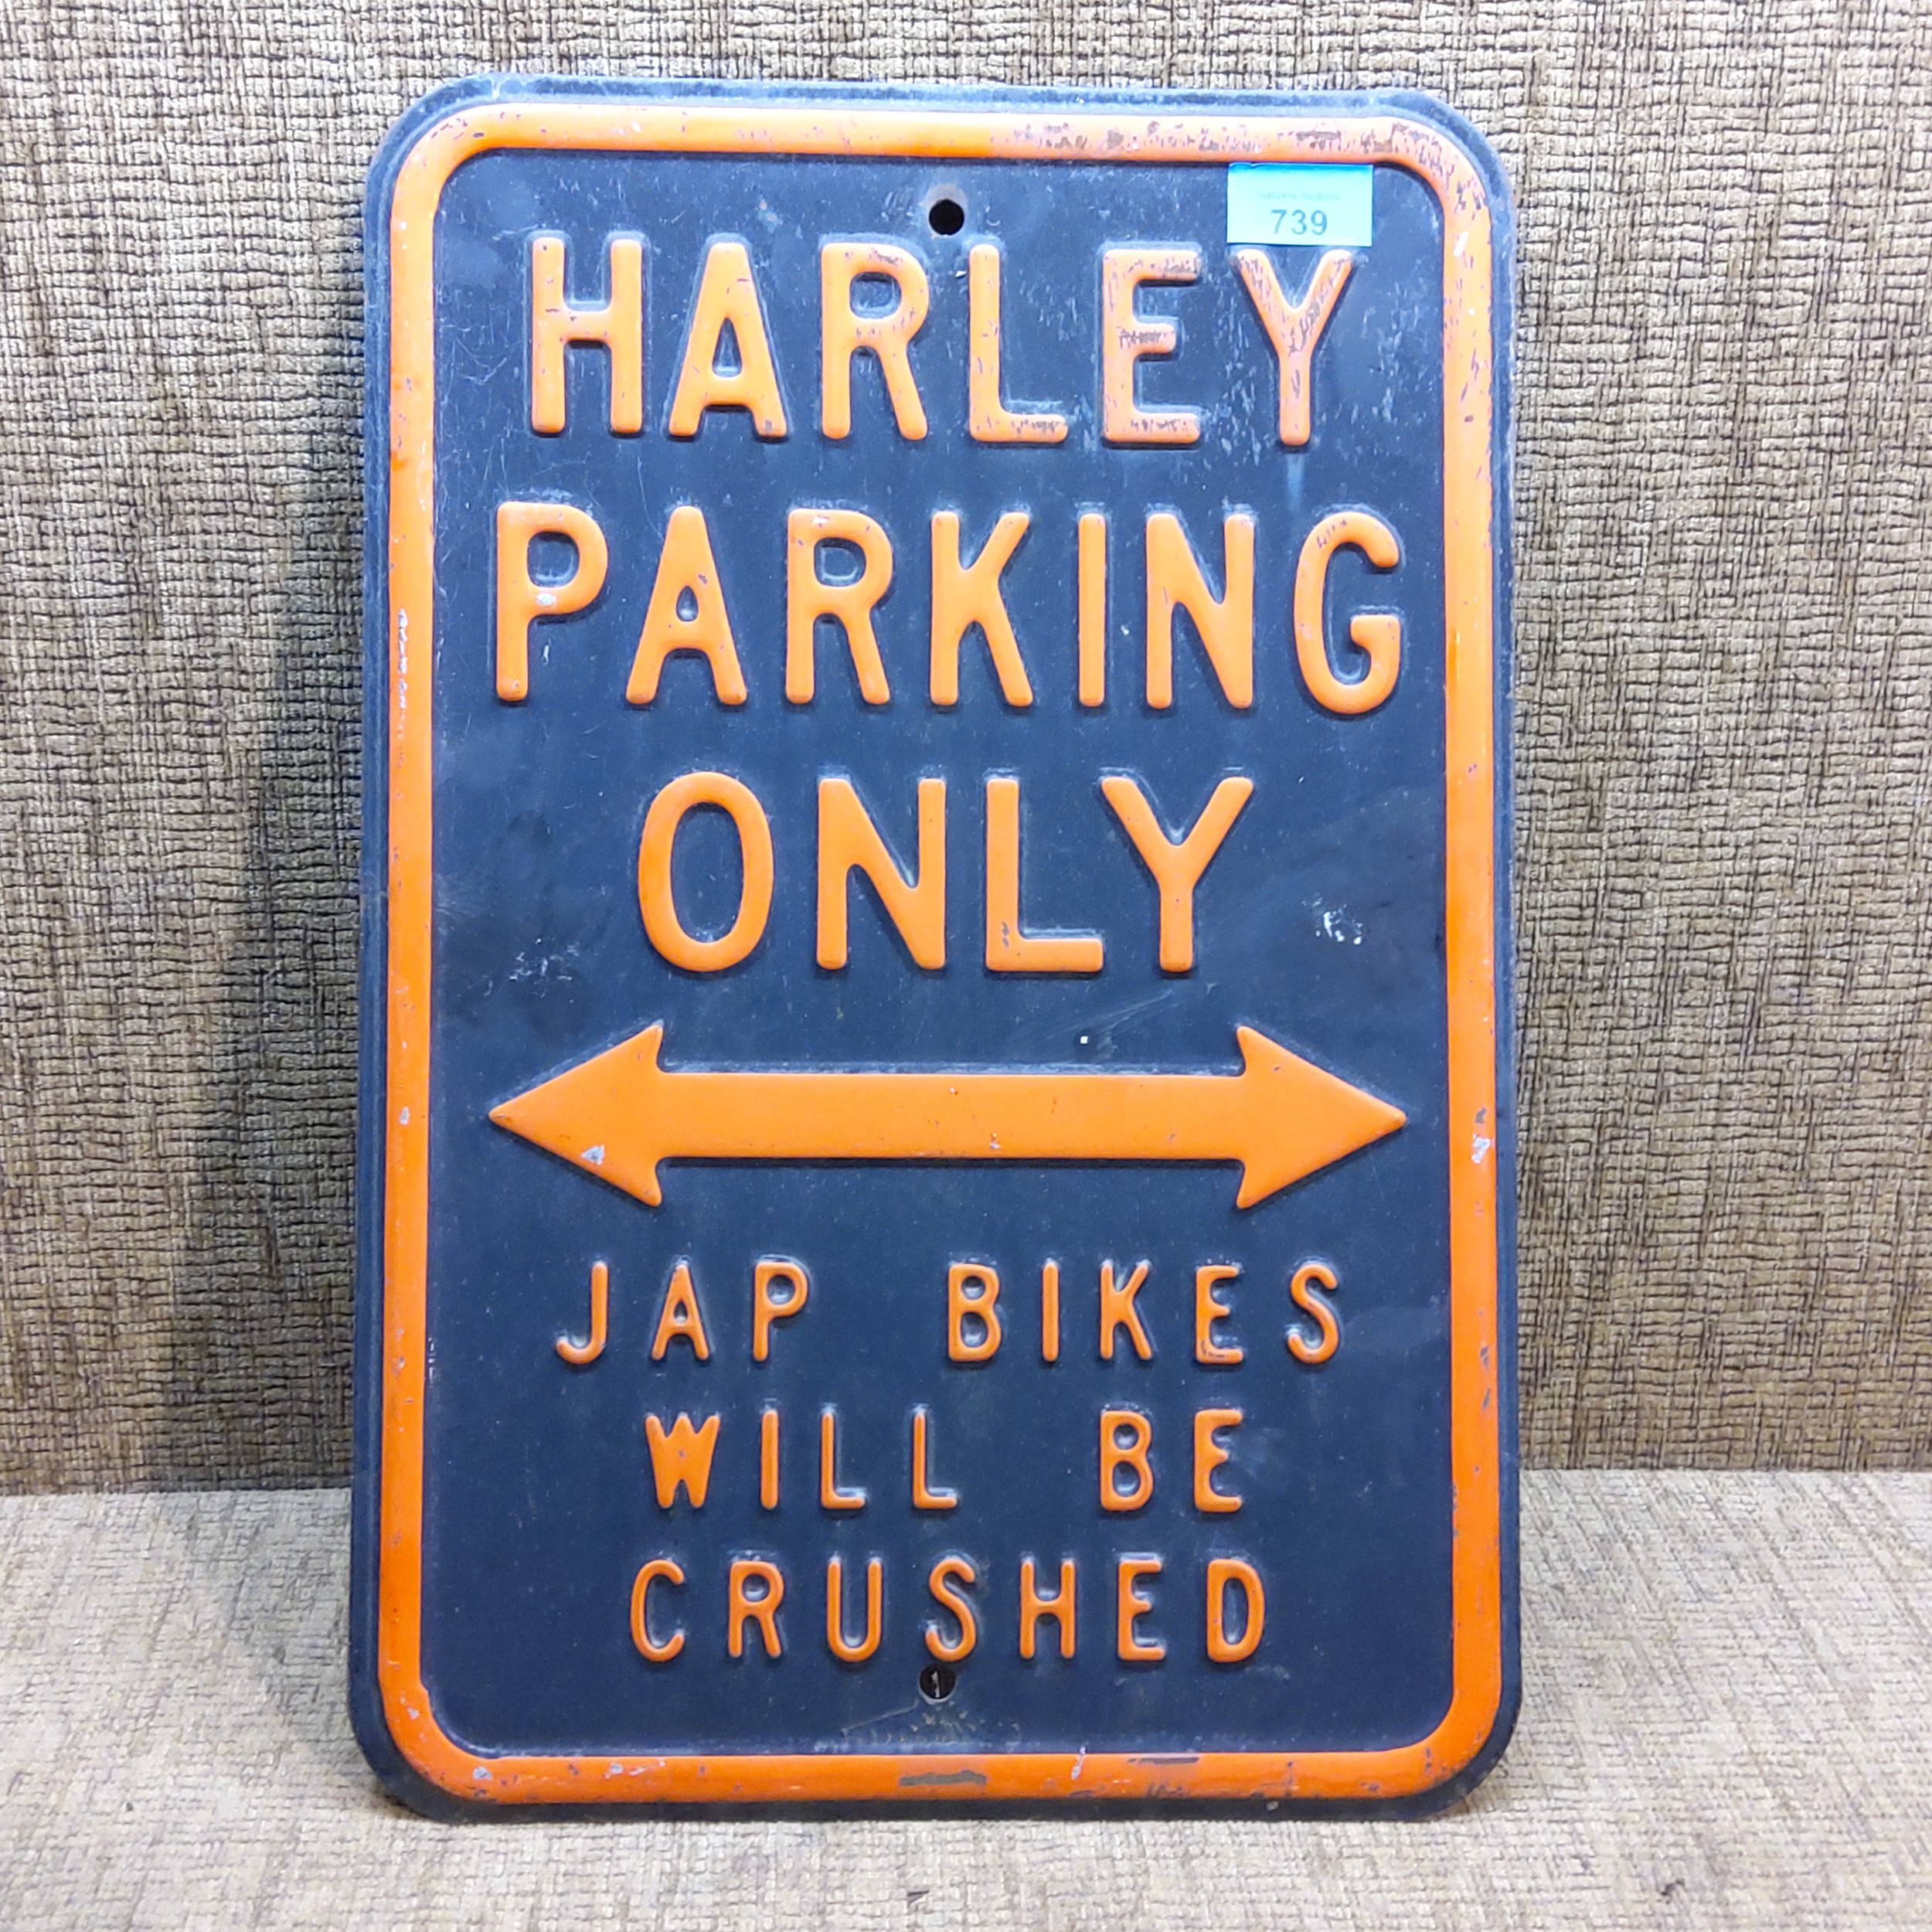 739
HARLEY
PARKING
ONLY
JAP BIKES
WILL BE
CRUSHED